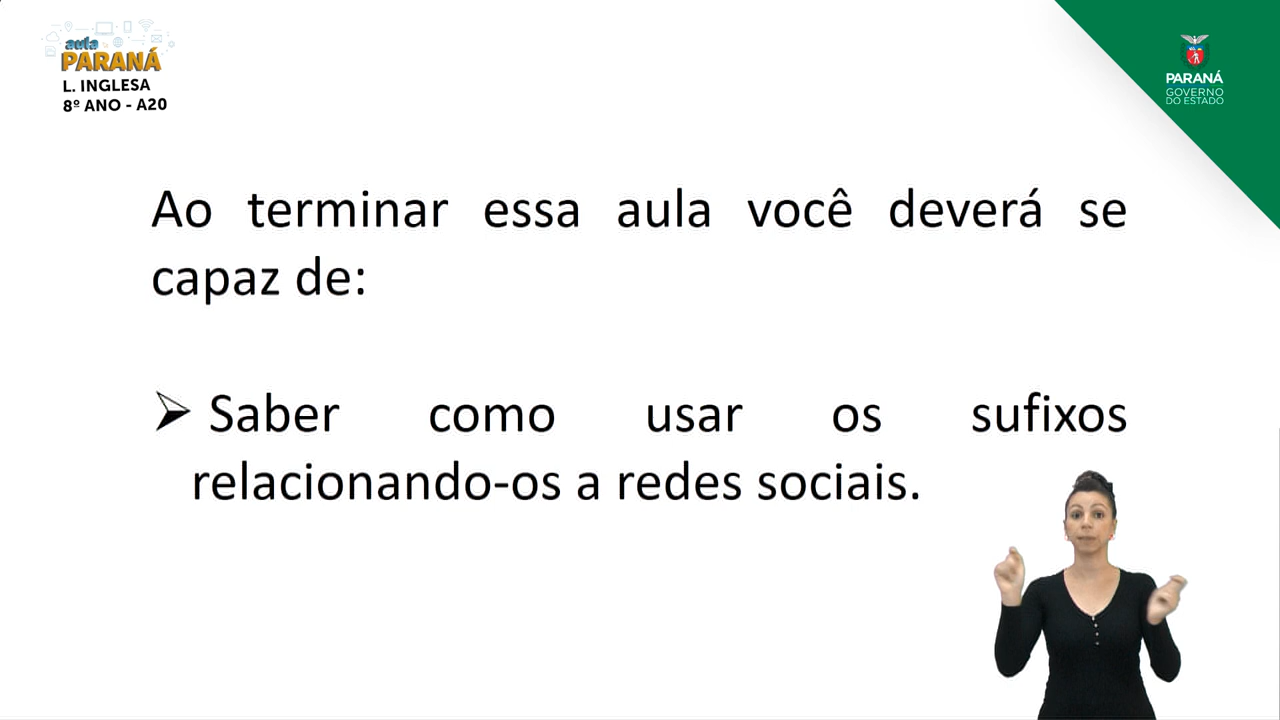 aula
PARANÁ
L. INGLESA
8º ANO - A20
PARANÁ
GOVERNO
DO ESTADO
Ao terminar essa aula você deverá se
capaz de:
➢ Saber como usar os sufixos
relacionando-os a redes sociais.